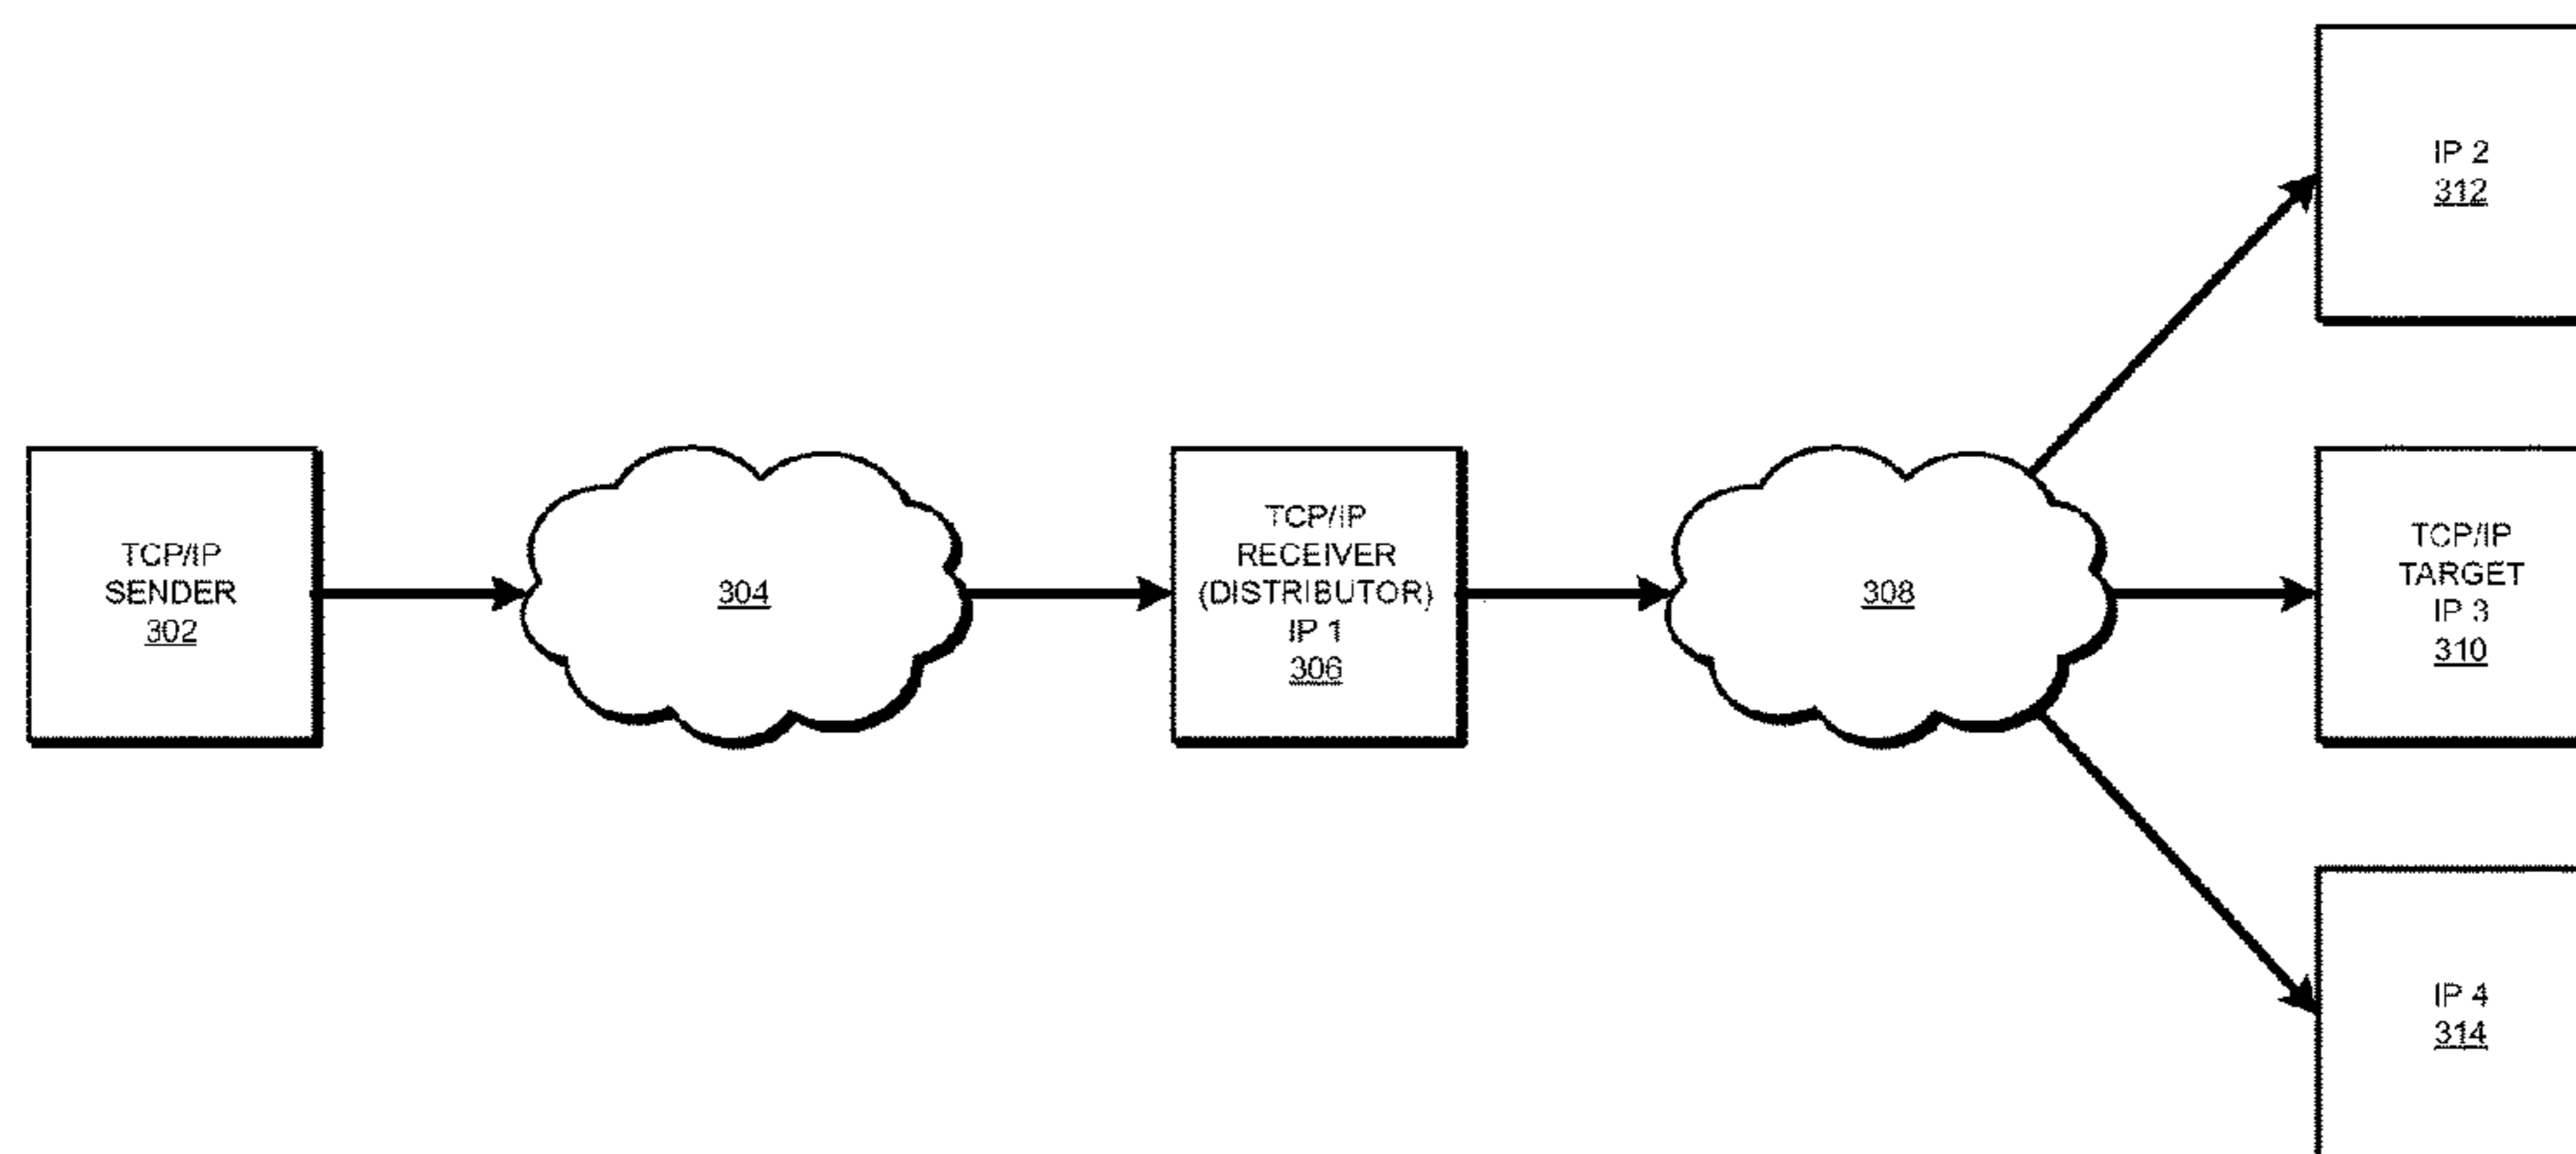 IP 2
312
TCP/IP
SENDER
302
304
TCP/IP
RECEIVER
(DISTRIBUTOR)
IP 1
306
308
TCP/IP
TARGET
IP 3
310
IP 4
314